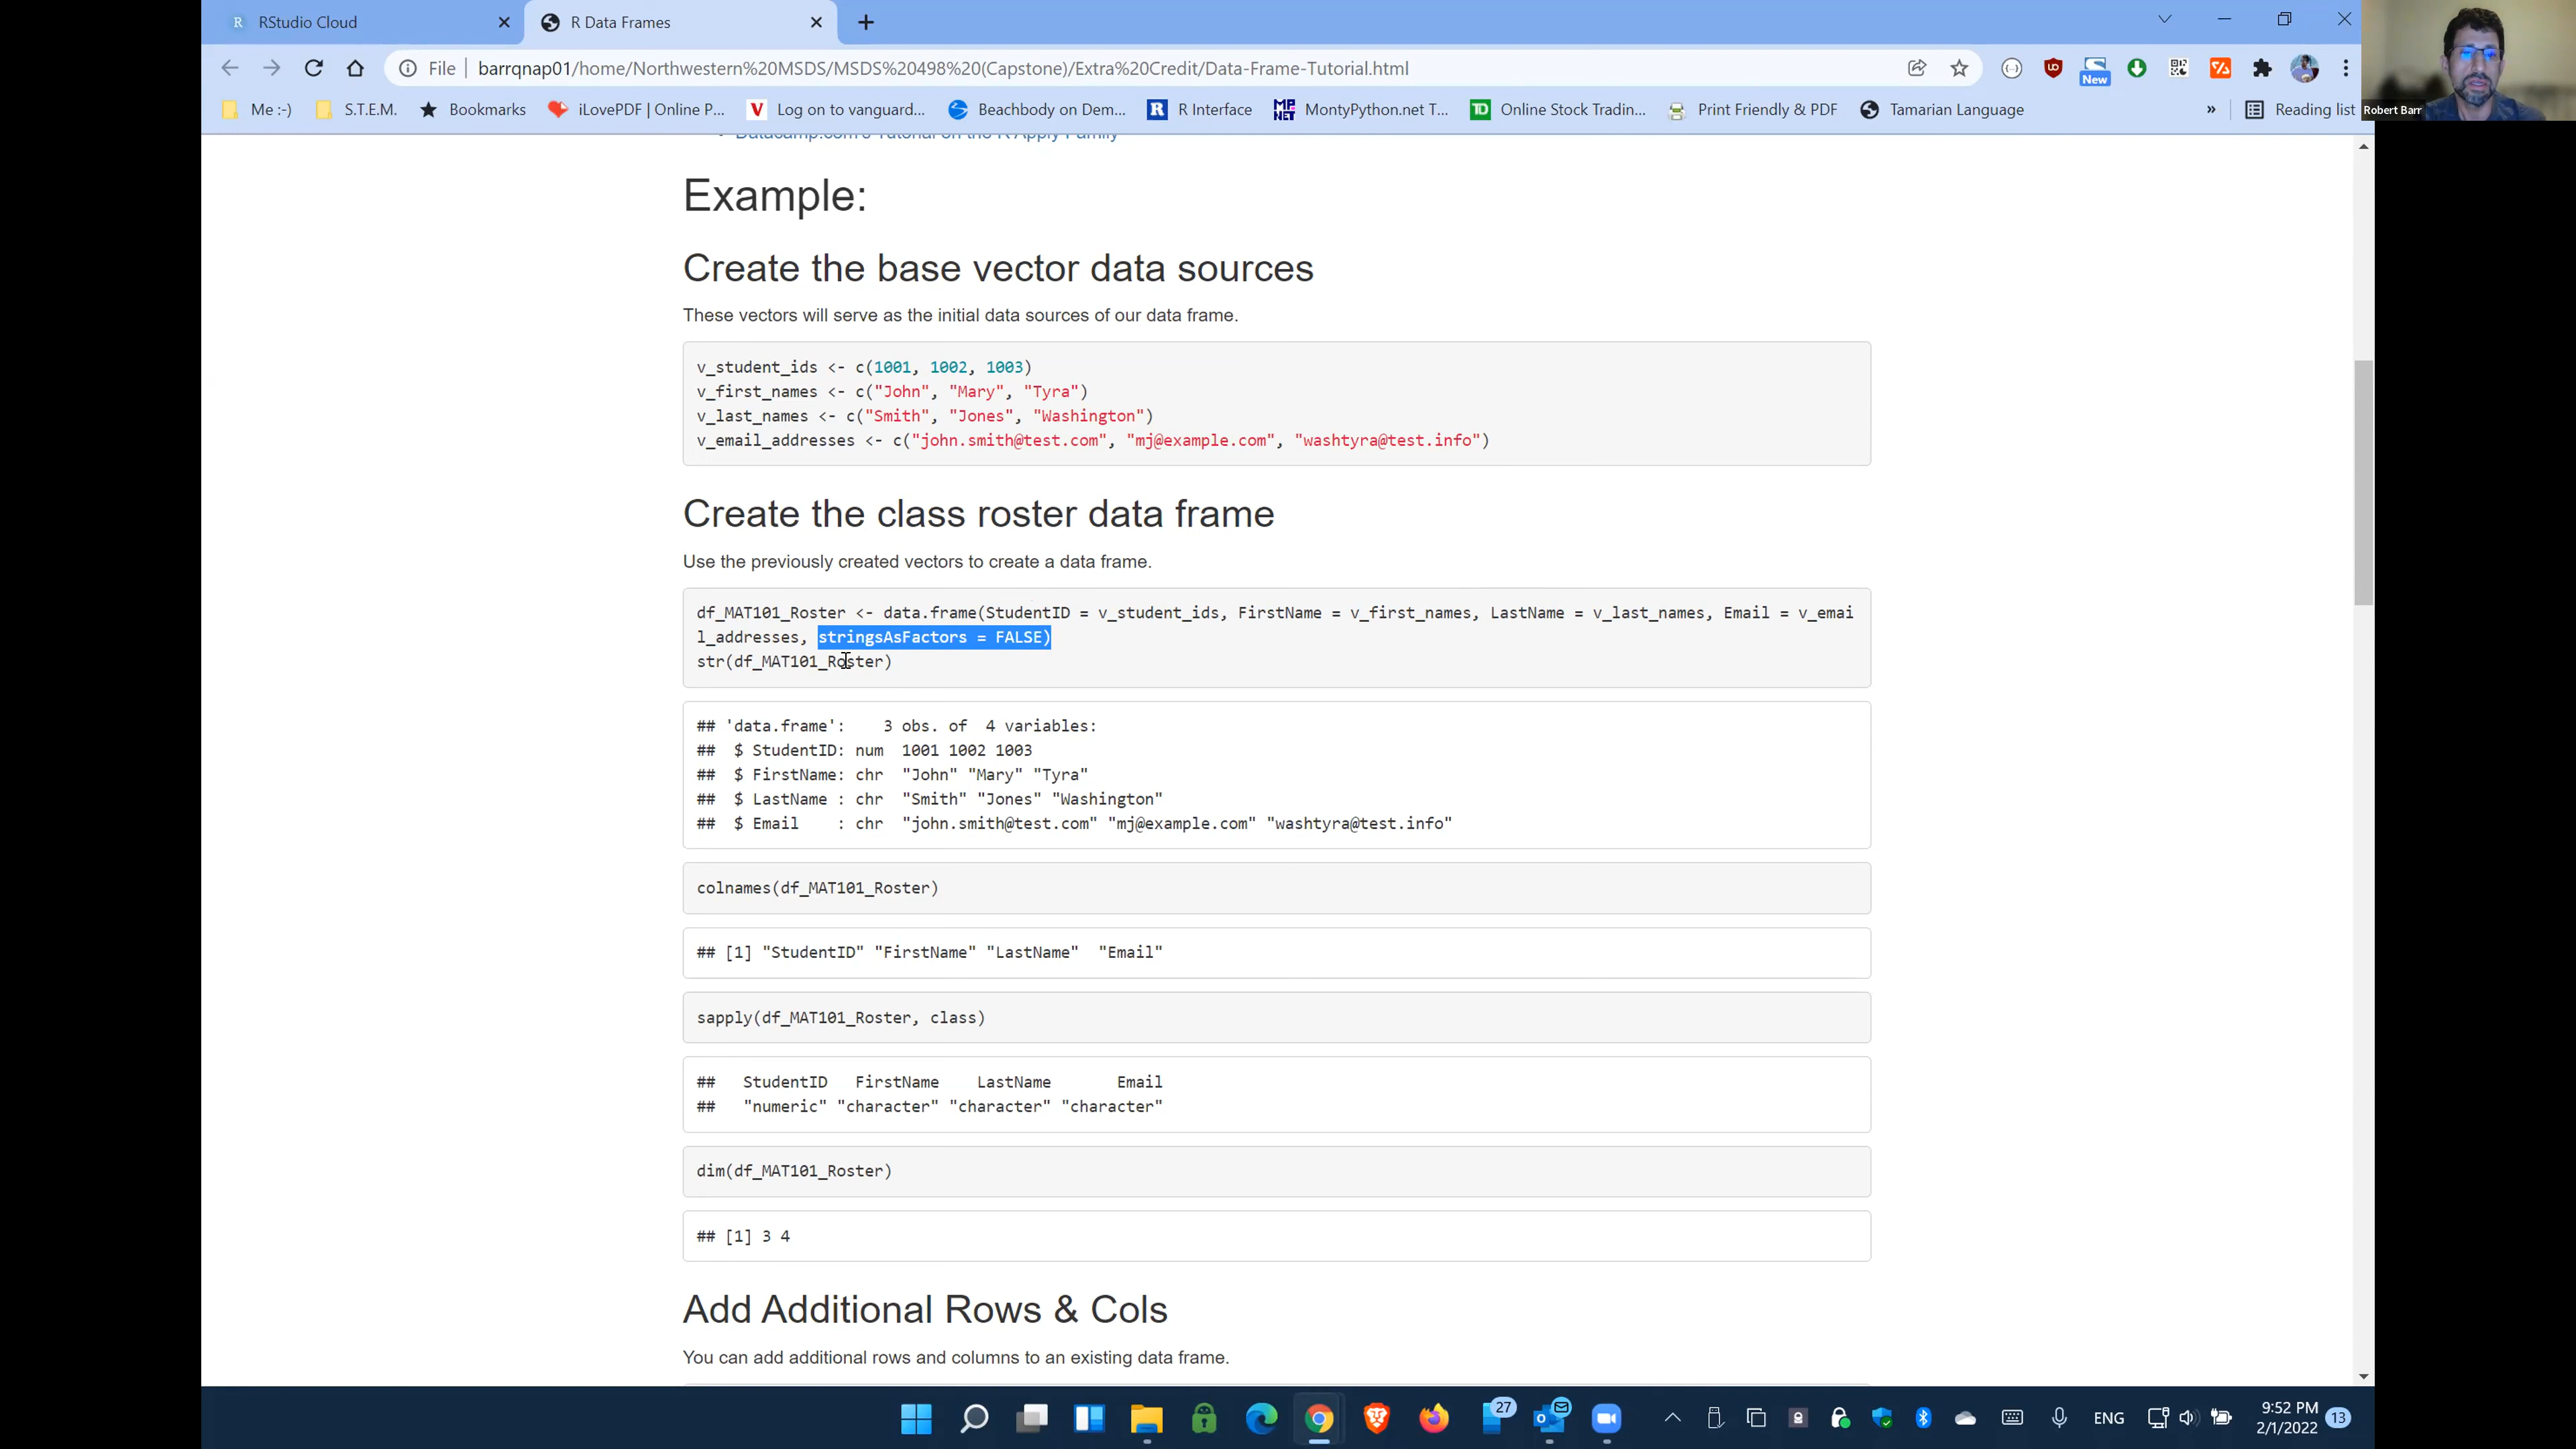 RStudio Cloud
R Data Frames
File barrqnap01/home/Northwestern%20MSDS/MSDS%20498%20(Capstone)/Extra%20Credit/Data-Frame-Tutorial.html
New
Me :-) S.T.E.M. Bookmarks iLovePDF | Online P... Log on to vanguard... Beachbody on Dem... R Interface MontyPython.net T... Online Stock Tradin... Print Friendly & PDF Tamarian Language » Reading list
Robert Barr
Datacamp.com's Tutorial on the R Apply Family
Example:
Create the base vector data sources
These vectors will serve as the initial data sources of our data frame.
v_student_ids <- c(1001, 1002, 1003)
v_first_names <- c("John", "Mary", "Tyra")
v_last_names <- c("Smith", "Jones", "Washington")
v_email_addresses <- c("john.smith@test.com", "mj@example.com", "washtyra@test.info")
Create the class roster data frame
Use the previously created vectors to create a data frame.
df_MAT101_Roster <- data.frame(StudentID = v_student_ids, FirstName = v_first_names, LastName = v_last_names, Email = v_emai
l_addresses, stringsAsFactors = FALSE)
str(df_MAT101_Roster)
## 'data.frame':    3 obs. of  4 variables:
##  $ StudentID: num  1001 1002 1003
##  $ FirstName: chr  "John" "Mary" "Tyra"
##  $ LastName : chr  "Smith" "Jones" "Washington"
##  $ Email    : chr  "john.smith@test.com" "mj@example.com" "washtyra@test.info"
colnames(df_MAT101_Roster)
## [1] "StudentID" "FirstName" "LastName"  "Email"
sapply(df_MAT101_Roster, class)
##   StudentID   FirstName    LastName       Email
##   "numeric" "character" "character" "character"
dim(df_MAT101_Roster)
## [1] 3 4
Add Additional Rows & Cols
You can add additional rows and columns to an existing data frame.
27
ENG
9:52 PM
2/1/2022
13